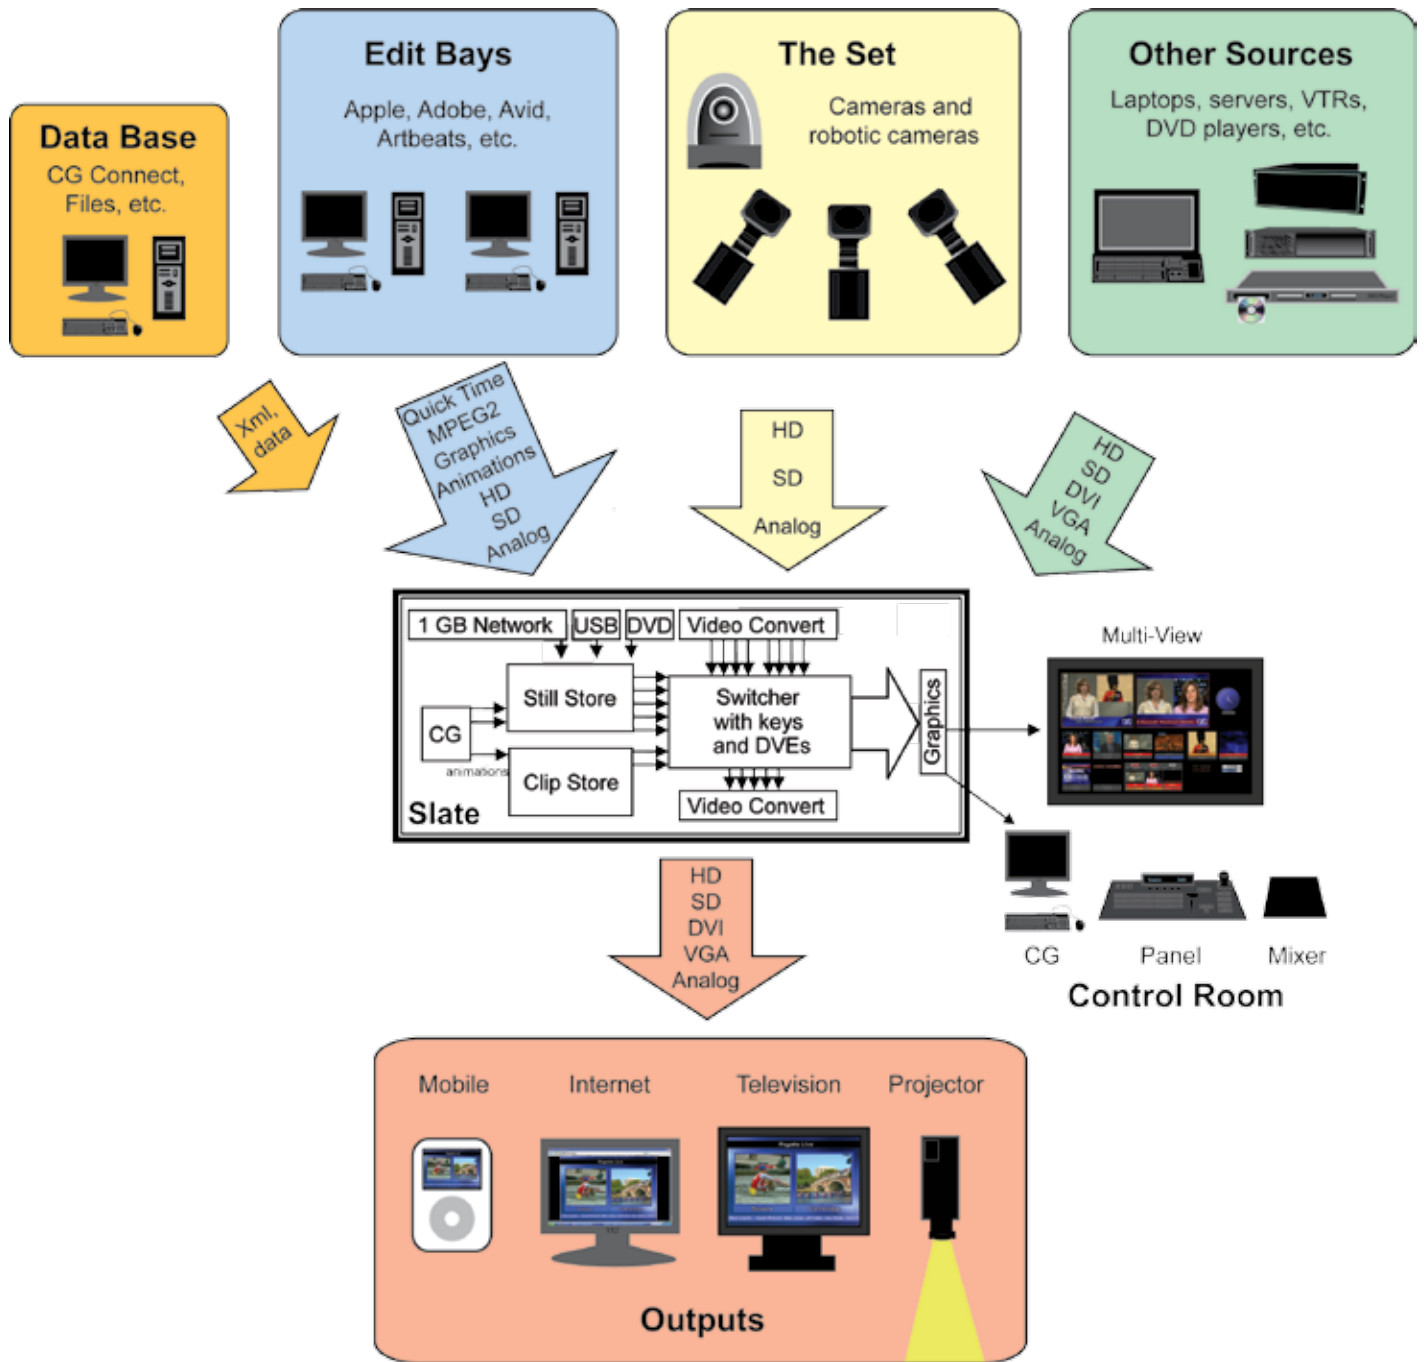 Data Base
CG Connect,
Files, etc.
Edit Bays
Apple, Adobe, Avid,
Artbeats, etc.
The Set
Cameras and
robotic cameras
Other Sources
Laptops, servers, VTRs,
DVD players, etc.
Xml,
data
Quick Time
MPEG2
Graphics
Animations
HD
SD
Analog
HD
SD
Analog
HD
SD
DVI
VGA
Analog
1 GB Network
USB
DVD
Video Convert
Still Store
Switcher
with keys
and DVEs
CG
animations
Clip Store
Video Convert
Graphics
Slate
Multi-View
CG
Panel
Mixer
Control Room
HD
SD
DVI
VGA
Analog
Mobile
Internet
Television
Projector
Outputs